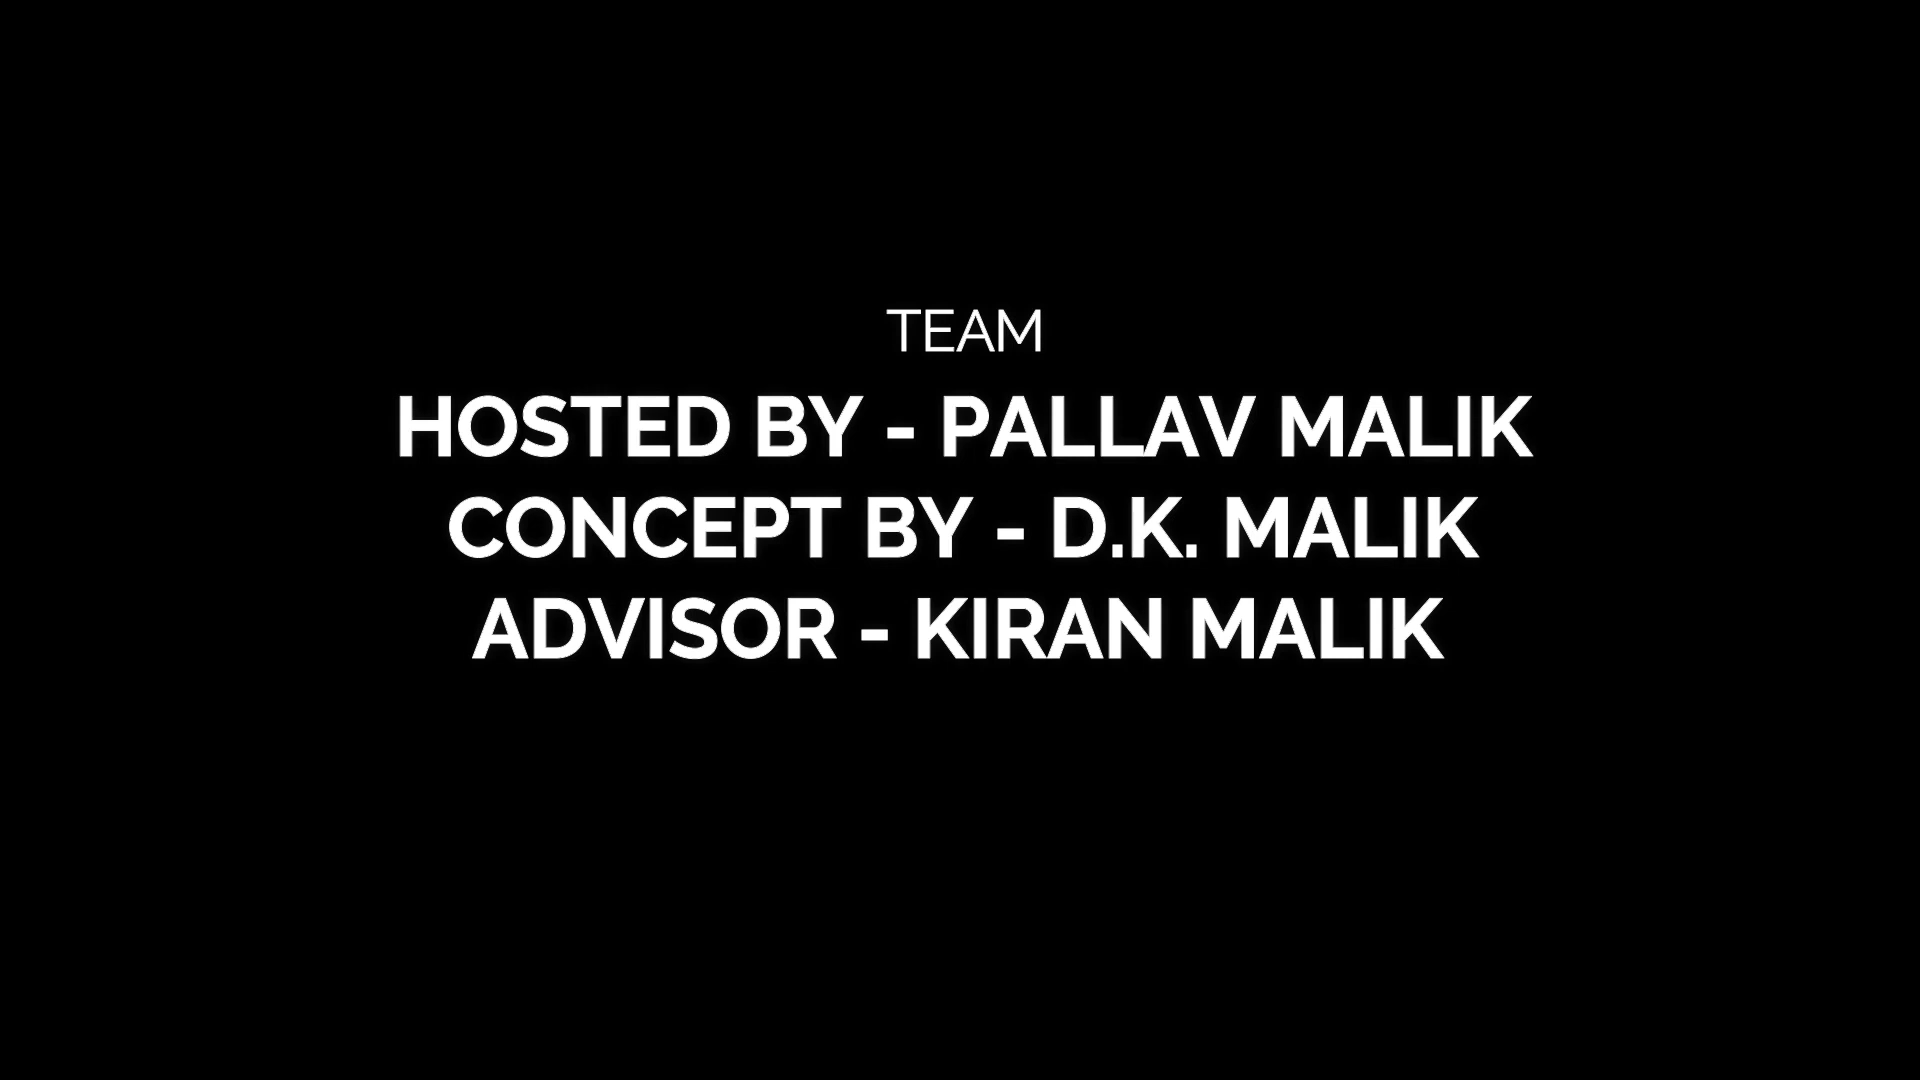 TEAM
HOSTED BY - PALLAV MALIK
CONCEPT BY - D.K. MALIK
ADVISOR - KIRAN MALIK